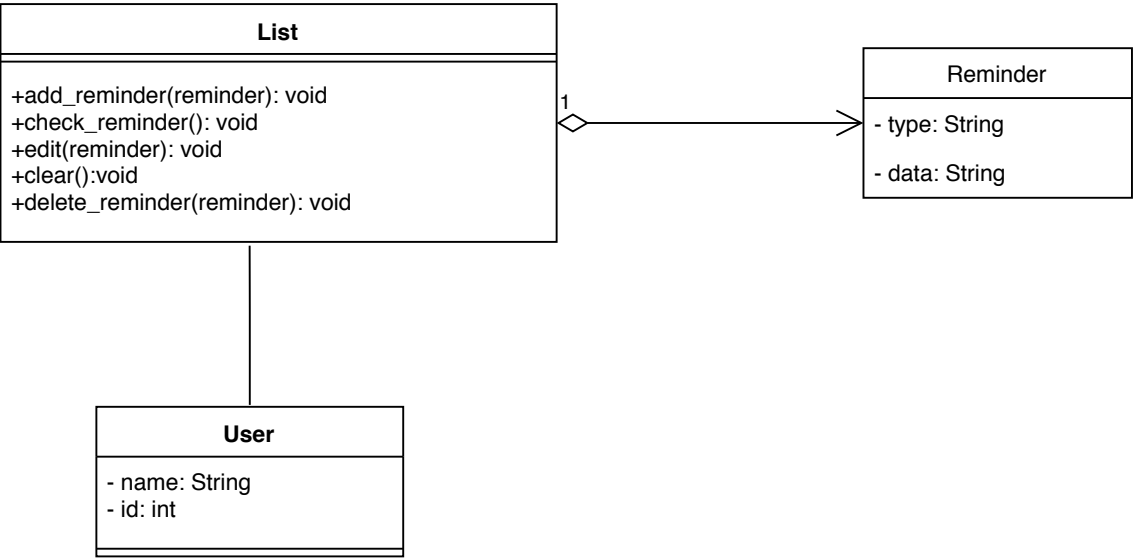 List
+add_reminder(reminder): void
+check_reminder(): void
+edit(reminder): void
+clear():void
+delete_reminder(reminder): void
1
Reminder
- type: String
- data: String
User
- name: String
- id: int